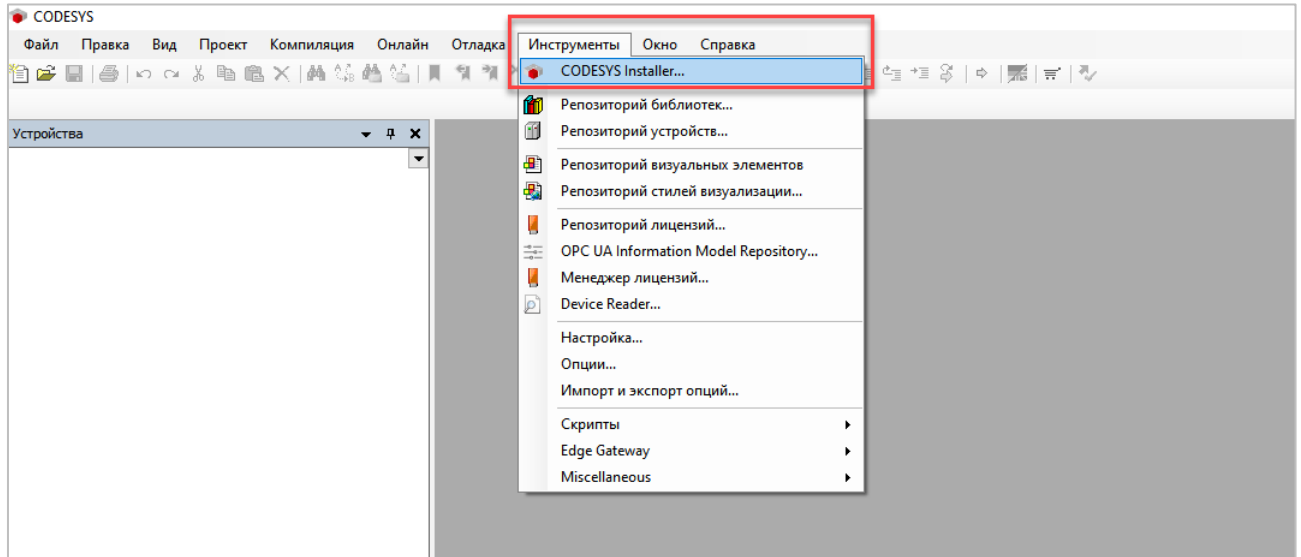 CODESYS
Файл Правка Вид Проект Компиляция Онлайн Отладка Инструменты Окно Справка
CODESYS Installer...
Репозиторий библиотек...
Устройства
Репозиторий устройств...
Репозиторий визуальных элементов
Репозиторий стилей визуализации...
Репозиторий лицензий...
OPC UA Information Model Repository...
Менеджер лицензий...
Device Reader...
Настройка...
Опции...
Импорт и экспорт опций...
Скрипты
Edge Gateway
Miscellaneous